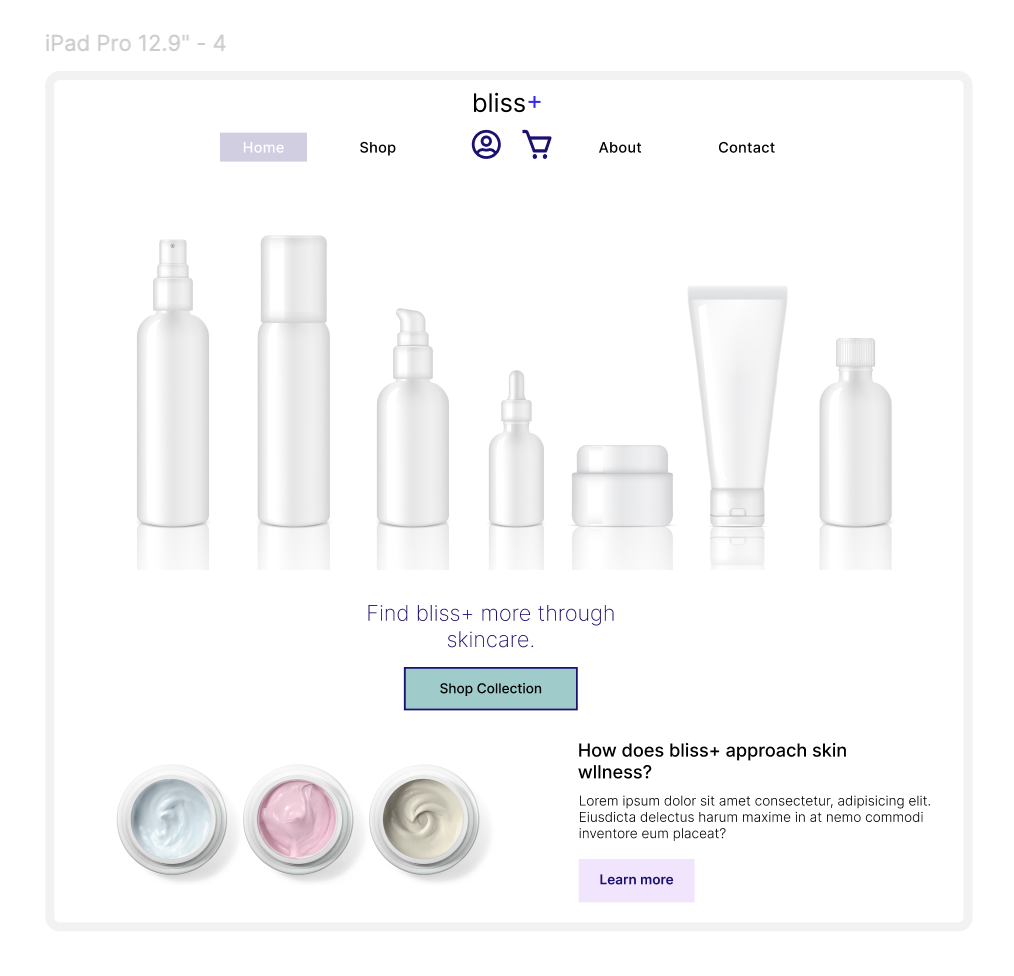 iPad Pro 12.9" - 4
bliss+
Home Shop About Contact
Find bliss+ more through
skincare.
Shop Collection
How does bliss+ approach skin
wllness?
Lorem ipsum dolor sit amet consectetur, adipisicing elit.
Eiusdicta delectus harum maxime in at nemo commodi
inventore eum placeat?
Learn more